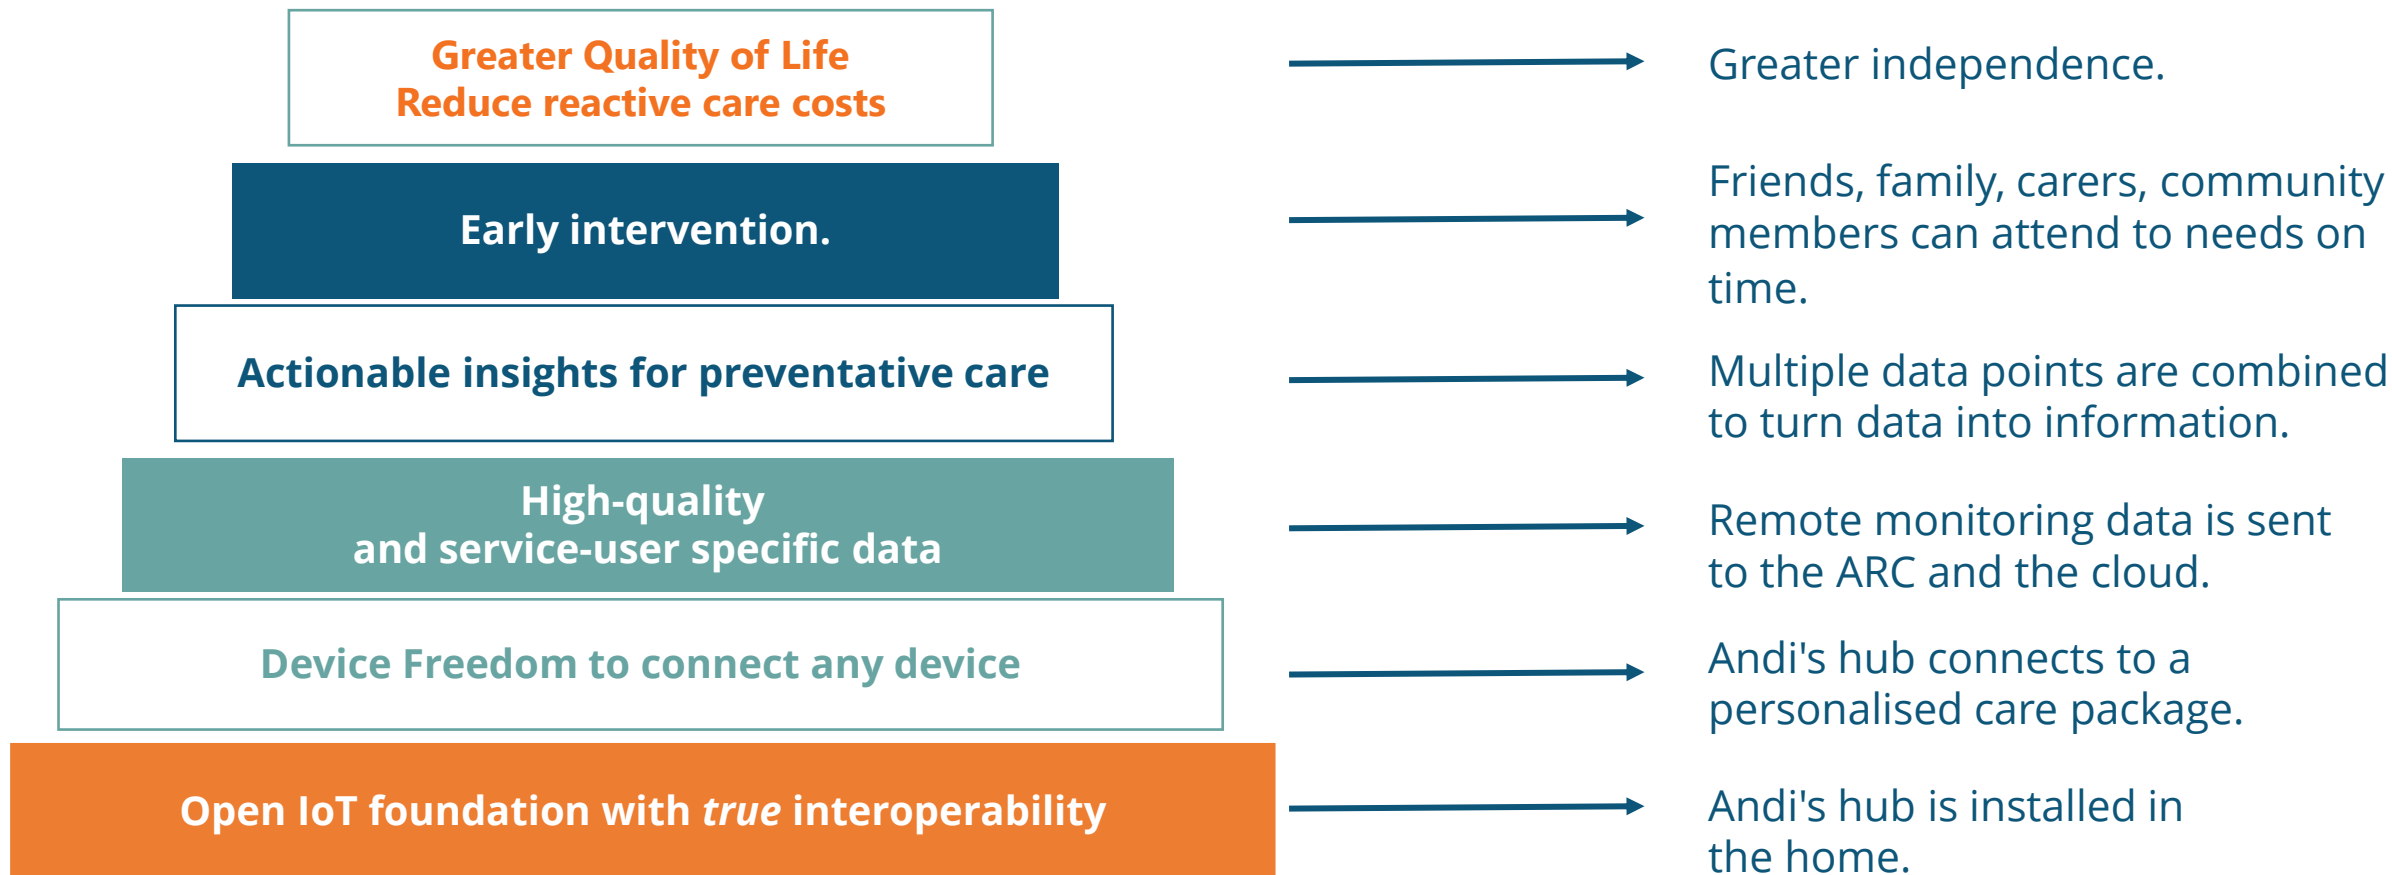 Greater Quality of Life
Reduce reactive care costs
Greater independence.
Early intervention.
Friends, family, carers, community
members can attend to needs on
time.
Actionable insights for preventative care
Multiple data points are combined
to turn data into information.
High-quality
and service-user specific data
Remote monitoring data is sent
to the ARC and the cloud.
Device Freedom to connect any device
Andi's hub connects to a
personalised care package.
Open IoT foundation with true interoperability
Andi's hub is installed in
the home.